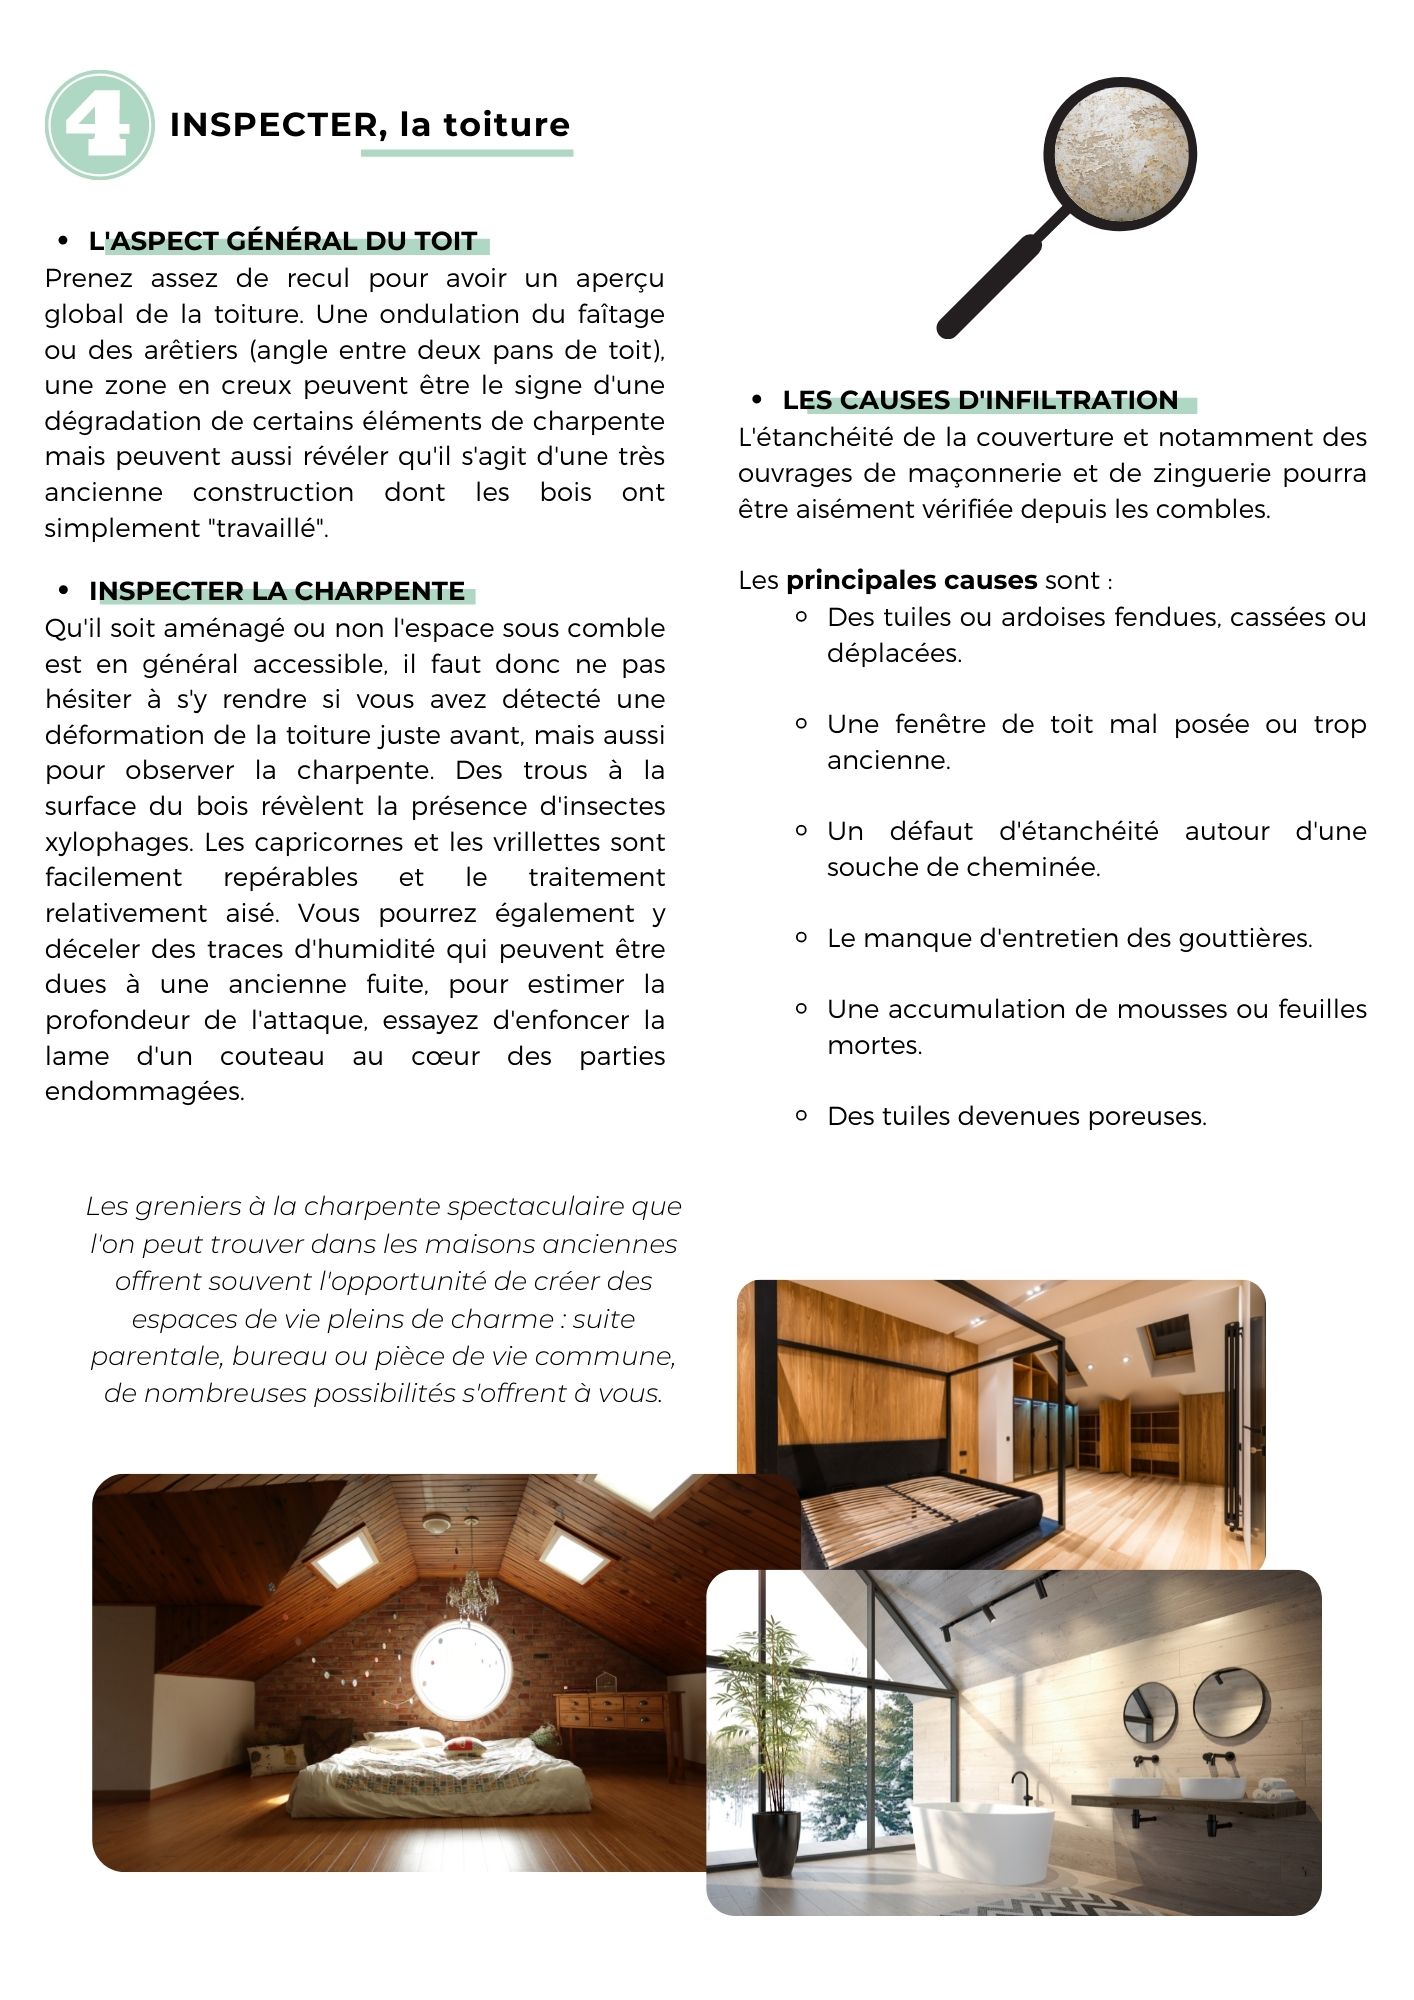 4
INSPECTER, la toiture
• L'ASPECT GÉNÉRAL DU TOIT
Prenez assez de recul pour avoir un aperçu
global de la toiture. Une ondulation du faîtage
ou des arêtiers (angle entre deux pans de toit),
une zone en creux peuvent être le signe d'une
dégradation de certains éléments de charpente
mais peuvent aussi révéler qu'il s'agit d'une très
ancienne construction dont les bois ont
simplement "travaillé".
• INSPECTER LA CHARPENTE
Qu'il soit aménagé ou non l'espace sous comble
est en général accessible, il faut donc ne pas
hésiter à s'y rendre si vous avez détecté une
déformation de la toiture juste avant, mais aussi
pour observer la charpente. Des trous à la
surface du bois révèlent la présence d'insectes
xylophages. Les capricornes et les vrillettes sont
facilement repérables et le traitement
relativement aisé. Vous pourrez également y
déceler des traces d'humidité qui peuvent être
dues à une ancienne fuite, pour estimer la
profondeur de l'attaque, essayez d'enfoncer la
lame d'un couteau au cœur des parties
endommagées.
• LES CAUSES D'INFILTRATION
L'étanchéité de la couverture et notamment des
ouvrages de maçonnerie et de zinguerie pourra
être aisément vérifiée depuis les combles.
Les principales causes sont :
◦ Des tuiles ou ardoises fendues, cassées ou
déplacées.
◦ Une fenêtre de toit mal posée ou trop
ancienne.
◦ Un défaut d'étanchéité autour d'une
souche de cheminée.
◦ Le manque d'entretien des gouttières.
◦ Une accumulation de mousses ou feuilles
mortes.
◦ Des tuiles devenues poreuses.
Les greniers à la charpente spectaculaire que
l'on peut trouver dans les maisons anciennes
offrent souvent l'opportunité de créer des
espaces de vie pleins de charme : suite
parentale, bureau ou pièce de vie commune,
de nombreuses possibilités s'offrent à vous.